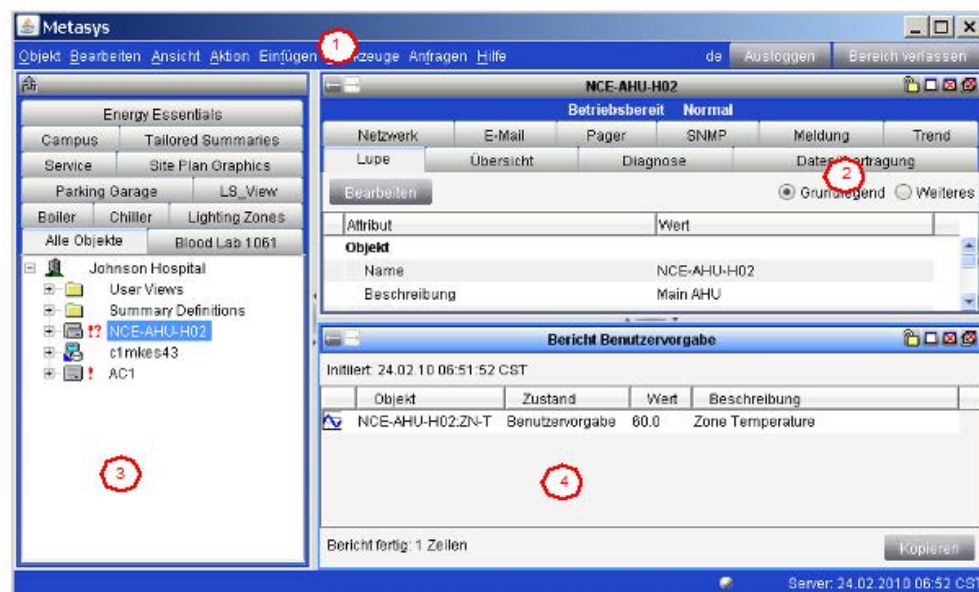 Metasys
Objekt Bearbeiten Ansicht Aktion Einfügen kzeuge Anfragen Hilfe de Ausloggen Bereich verlassen
1
Energy Essentials
Campus Tailored Summaries
Service Site Plan Graphics
Parking Garage LS_View
Boiler Chiller Lighting Zones
Alle Objekte Blood Lab 1061
Johnson Hospital
User Views
Summary Definitions
!? NCE-AHU-H02
c1mkes43
! AC1
3
NCE-AHU-H02
Betriebsbereit Normal
Netzwerk E-Mail Pager SNMP Meldung Trend
Lupe Übersicht Diagnose Datenübertragung
2
Bearbeiten Grundlegend Weiteres
Attribut Wert
Objekt
Name NCE-AHU-H02
Beschreibung Main AHU
Bericht Benutzervorgabe
Initiiert: 24.02.10 06:51:52 CST
Objekt Zustand Wert Beschreibung
NCE-AHU-H02:ZN-T Benutzervorgabe 60.0 Zone Temperature
4
Bericht fertig: 1 Zeilen Kopieren
Server: 24.02.2010 06:52 CST